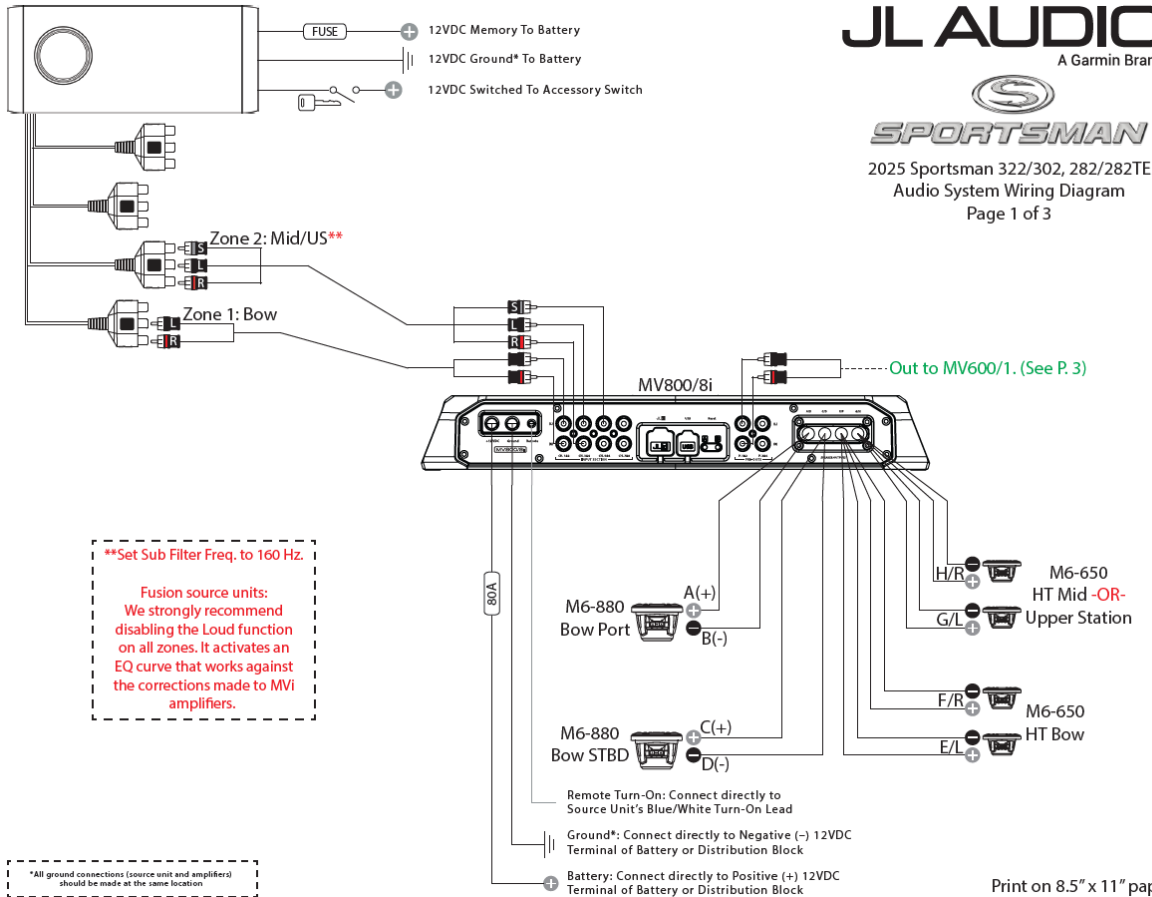 FUSE
12VDC Memory To Battery
12VDC Ground* To Battery
12VDC Switched To Accessory Switch
JL AUDIO
A Garmin Bran
S
SPORTSMAN
2025 Sportsman 322/302, 282/282TE
Audio System Wiring Diagram
Page 1 of 3
Zone 2: Mid/US**
S
L
R
Zone 1: Bow
L
R
S
L
R
Out to MV600/1. (See P. 3)
MV800/8i
+12VDC
Ground
Remote
MV800/8i
INPUT SECTION
USB
80A
**Set Sub Filter Freq. to 160 Hz.
Fusion source units:
We strongly recommend
disabling the Loud function
on all zones. It activates an
EQ curve that works against
the corrections made to MVi
amplifiers.
M6-880
Bow Port
A(+)
B(-)
M6-880
Bow STBD
C(+)
D(-)
H/R
G/L
M6-650
HT Mid -OR-
Upper Station
F/R
E/L
M6-650
HT Bow
Remote Turn-On: Connect directly to
Source Unit's Blue/White Turn-On Lead
Ground*: Connect directly to Negative (–) 12VDC
Terminal of Battery or Distribution Block
Battery: Connect directly to Positive (+) 12VDC
Terminal of Battery or Distribution Block
*All ground connections (source unit and amplifiers)
should be made at the same location
Print on 8.5" x 11" pap